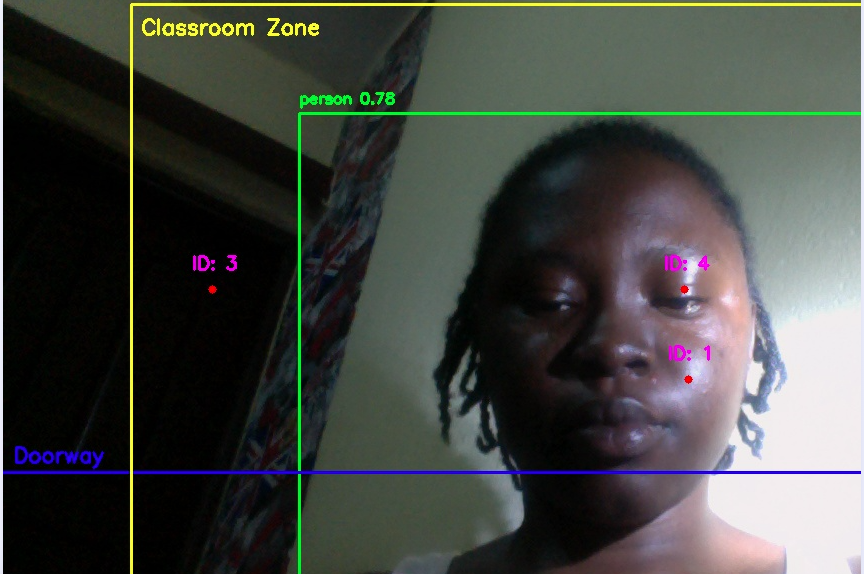 Classroom Zone
person 0.78
ID: 3
ID: 4
ID: 1
Doorway